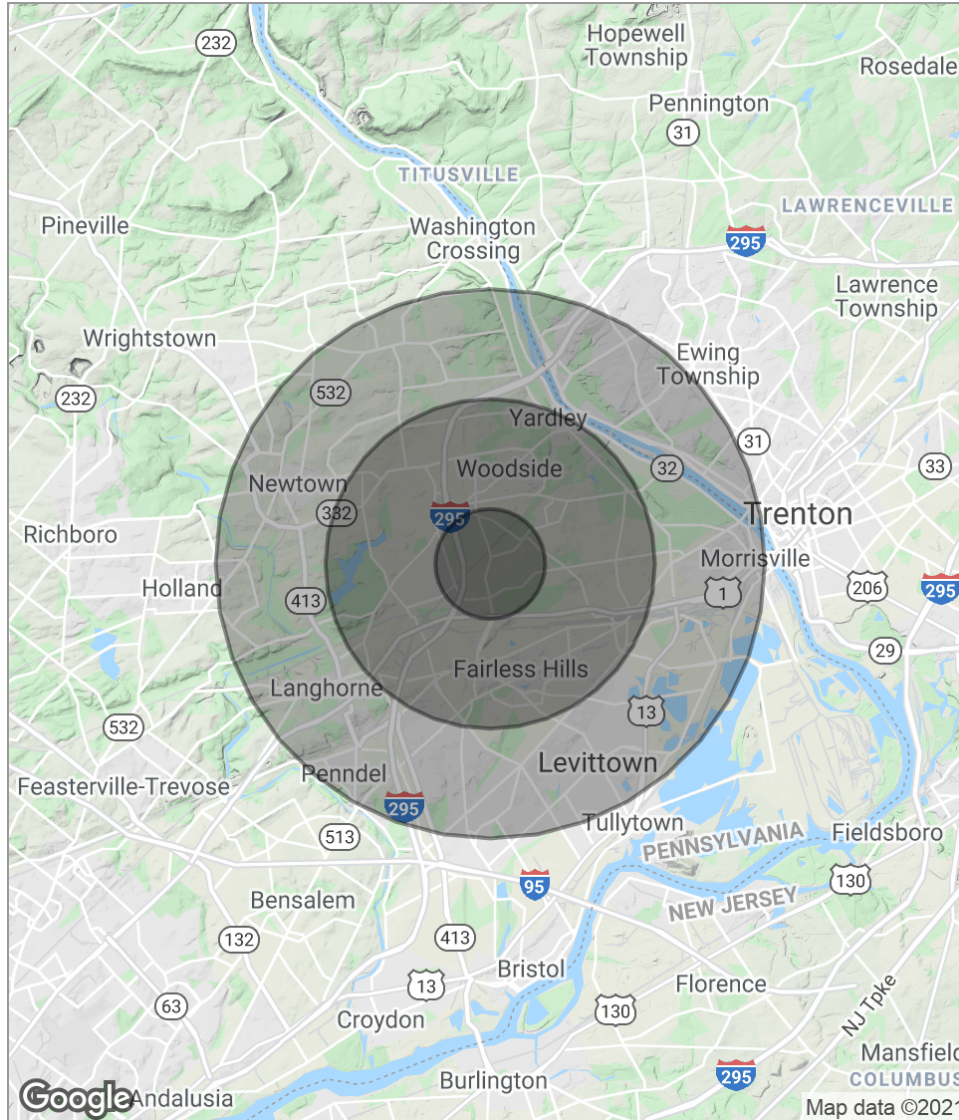 232
Hopewell
Township
Rosedale
Pennington
31
TITUSVILLE
LAWRENCEVILLE
Pineville
Washington
Crossing
295
Lawrence
Township
Wrightstown
Ewing
Township
532
232
Yardley
31
Woodside
32
33
Newtown
332
295
Trenton
Richboro
Morrisville
Holland
1
206
295
413
29
Fairless Hills
Langhorne
13
532
Levittown
Penndel
Feasterville-Trevose
295
Tullytown
513
PENNSYLVANIA
Fieldsboro
95
130
Bensalem
NEW JERSEY
132
413
Bristol
13
Florence
63
130
NJ Tpke
Croydon
Mansfield
295
Burlington
COLUMBUS
Google
Andalusia
Map data ©2021